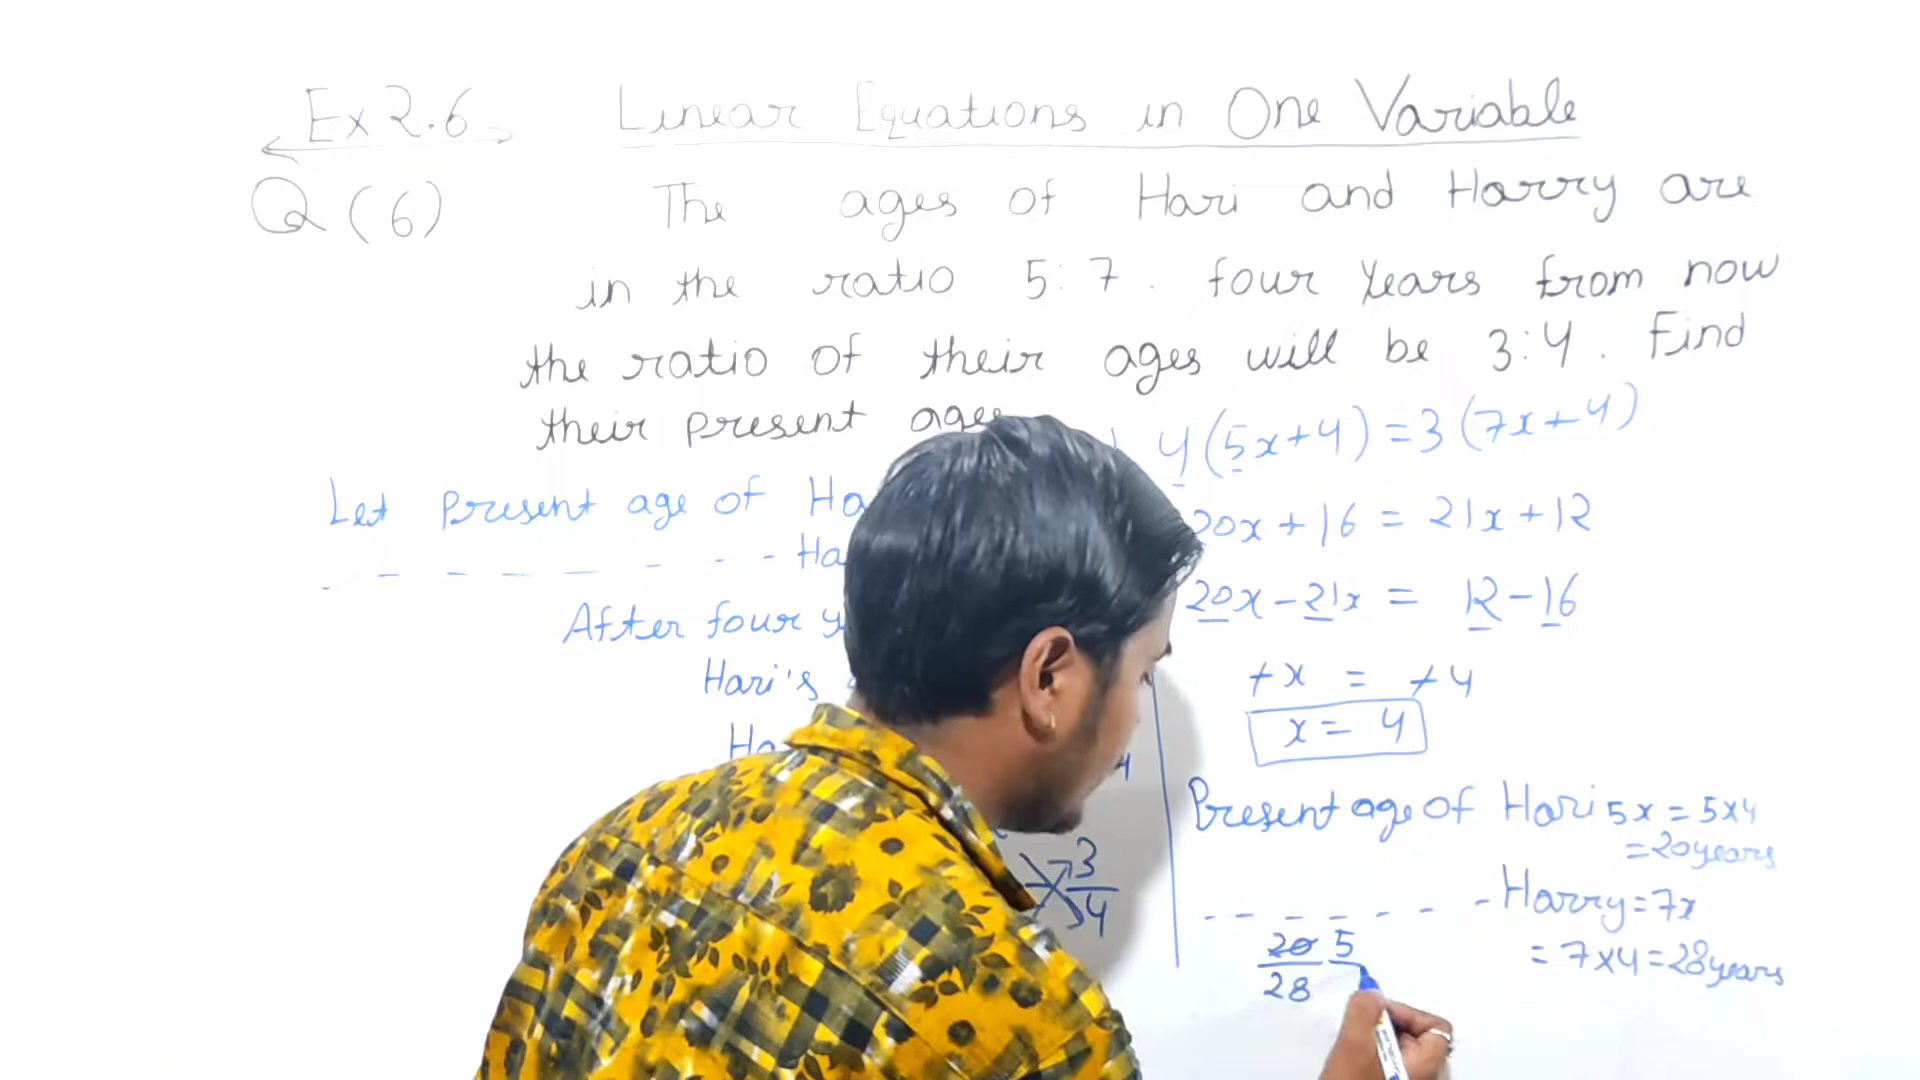 Ex 2.6 Linear Equations in One Variable
Q (6) The ages of Hari and Harry are
in the ratio 5:7. four years from now
the ratio of their ages will be 3:4. Find
their present ages
Let present age of Ha
- - - - - - - - Ha
After four y
Hari's
Ha
4
3
4
4(5x+4)=3(7x+4)
20x+16 = 21x+12
20x-21x = 12-16
+x = +4
x = 4
Present age of Hari 5x = 5x4
=20years
- - - - - - - Harry=7x
= 7x4=28years
20 5
28